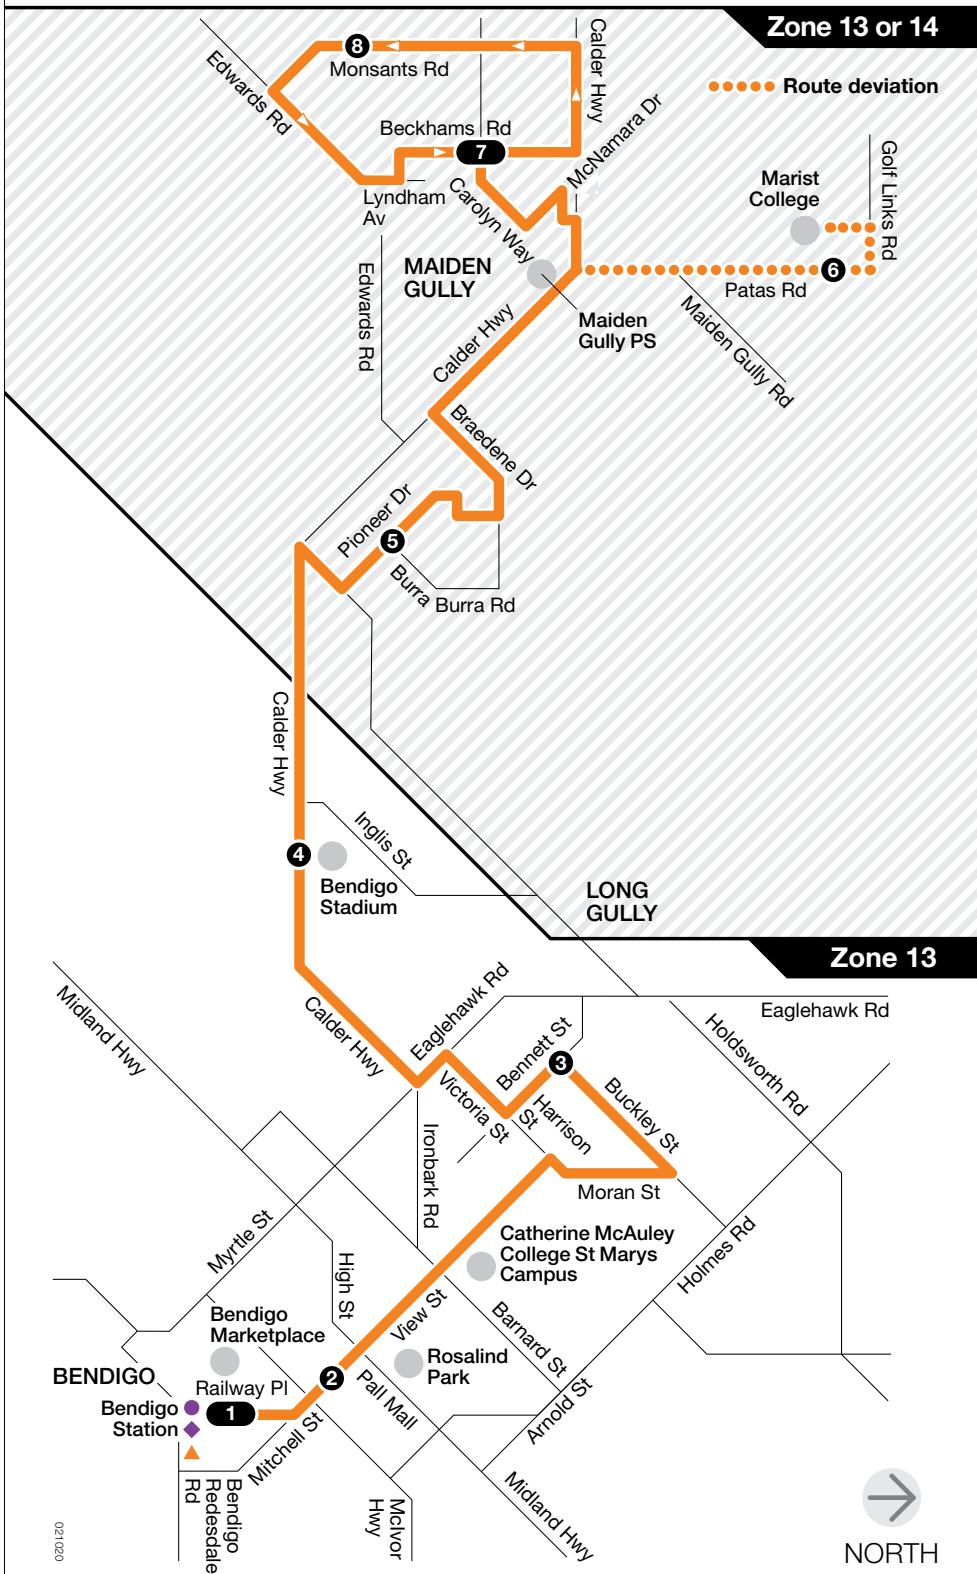 Zone 13 or 14
Route deviation
8
Monsants Rd
Edwards Rd
Calder Hwy
Beckhams Rd
7
McNamara Dr
Lyndham
Av
Carolyn Way
Marist
College
Golf Links Rd
6
Patas Rd
MAIDEN
GULLY
Edwards Rd
Maiden
Gully PS
Maiden Gully Rd
Calder Hwy
Braedene Dr
Pioneer Dr
5
Burra
Burra Rd
Calder Hwy
Inglis St
4
Bendigo
Stadium
LONG
GULLY
Zone 13
Midland Hwy
Calder Hwy
Eaglehawk Rd
Eaglehawk Rd
Bennett St
3
Holdsworth Rd
Victoria St
Harrison
St
Buckley St
Ironbark Rd
Moran St
Myrtle St
High St
Catherine McAuley
College St Marys
Campus
Holmes Rd
Bendigo
Marketplace
View St
Barnard St
Rosalind
Park
BENDIGO
Railway Pl
2
Pall Mall
Arnold St
Bendigo
Station
1
Mitchell St
Bendigo
Redesdale
Rd
McIvor
Hwy
Midland Hwy
NORTH
021020